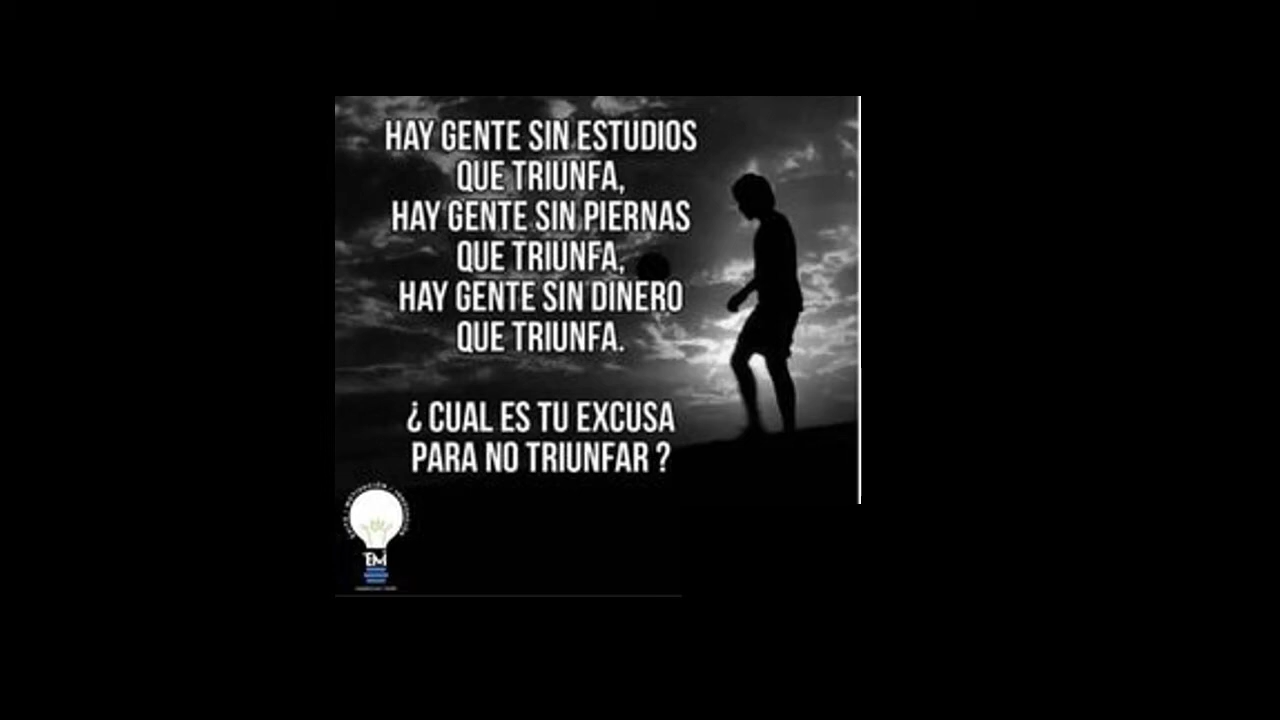 HAY GENTE SIN ESTUDIOS
QUE TRIUNFA,
HAY GENTE SIN PIERNAS
QUE TRIUNFA,
HAY GENTE SIN DINERO
QUE TRIUNFA.
¿ CUAL ES TU EXCUSA
PARA NO TRIUNFAR ?
EM